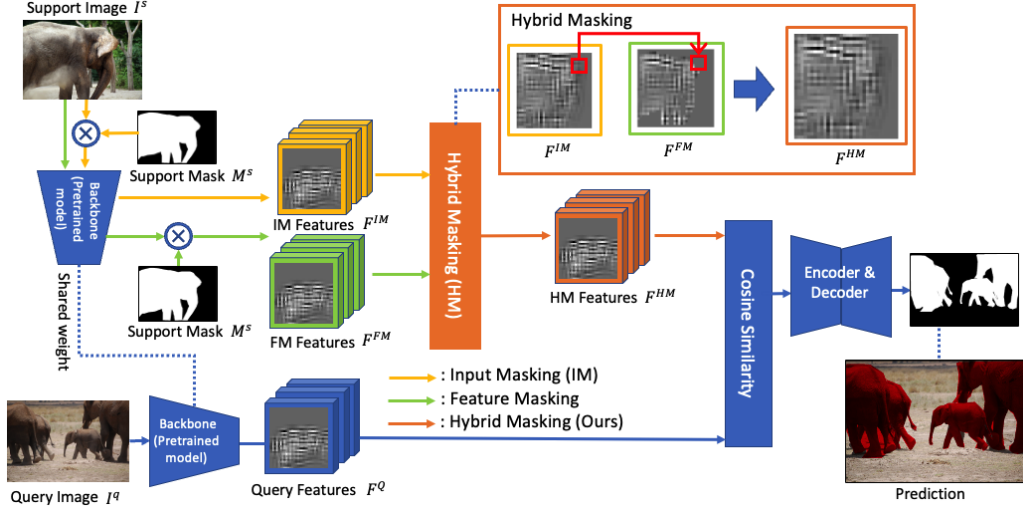 Support Image I^s
Hybrid Masking
F^IM
F^FM
F^HM
Support Mask M^s
Backbone
(Pretrained
model)
IM Features F^IM
Hybrid Masking (HM)
Support Mask M^s
FM Features F^FM
HM Features F^HM
Cosine Similarity
Encoder &
Decoder
Shared weight
: Input Masking (IM)
: Feature Masking
: Hybrid Masking (Ours)
Backbone
(Pretrained
model)
Query Image I^q
Query Features F^Q
Prediction